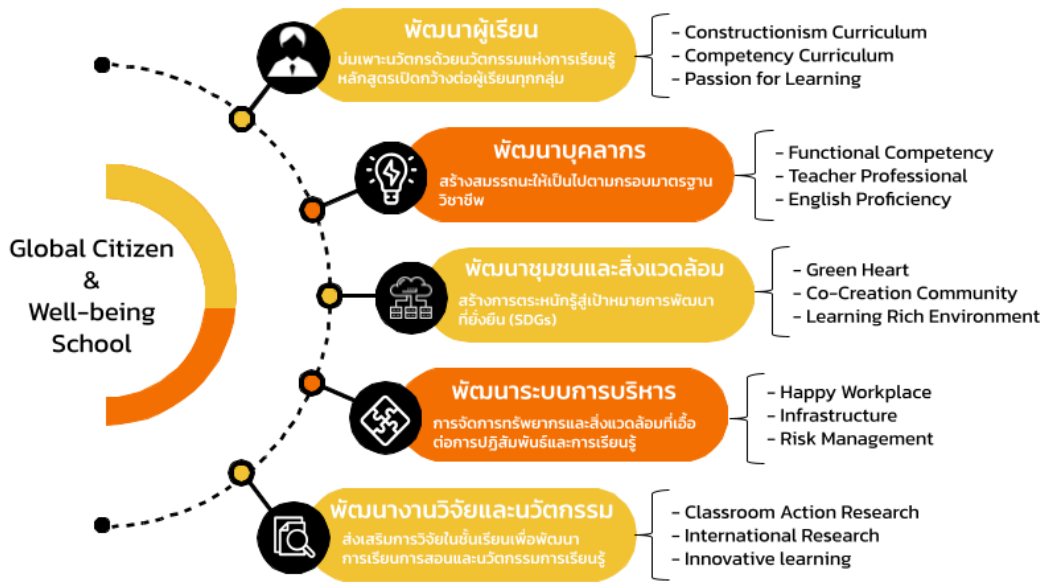 Global Citizen
&
Well-being
School
พัฒนาผู้เรียน
บ่มเพาะนวัตกรด้วยนวัตกรรมแห่งการเรียนรู้
หลักสูตรเปิดกว้างต่อผู้เรียนทุกกลุ่ม
- Constructionism Curriculum
- Competency Curriculum
- Passion for Learning
พัฒนาบุคลากร
สร้างสมรรถนะให้เป็นไปตามกรอบมาตรฐาน
วิชาชีพ
- Functional Competency
- Teacher Professional
- English Proficiency
พัฒนาชุมชนและสิ่งแวดล้อม
สร้างการตระหนักรู้สู่เป้าหมายการพัฒนา
ที่ยั่งยืน (SDGs)
- Green Heart
- Co-Creation Community
- Learning Rich Environment
พัฒนาระบบการบริหาร
การจัดการทรัพยากรและสิ่งแวดล้อมที่เอื้อ
ต่อการปฏิสัมพันธ์และการเรียนรู้
- Happy Workplace
- Infrastructure
- Risk Management
พัฒนางานวิจัยและนวัตกรรม
ส่งเสริมการวิจัยในชั้นเรียนเพื่อพัฒนา
การเรียนการสอนและนวัตกรรมการเรียนรู้
- Classroom Action Research
- International Research
- Innovative learning